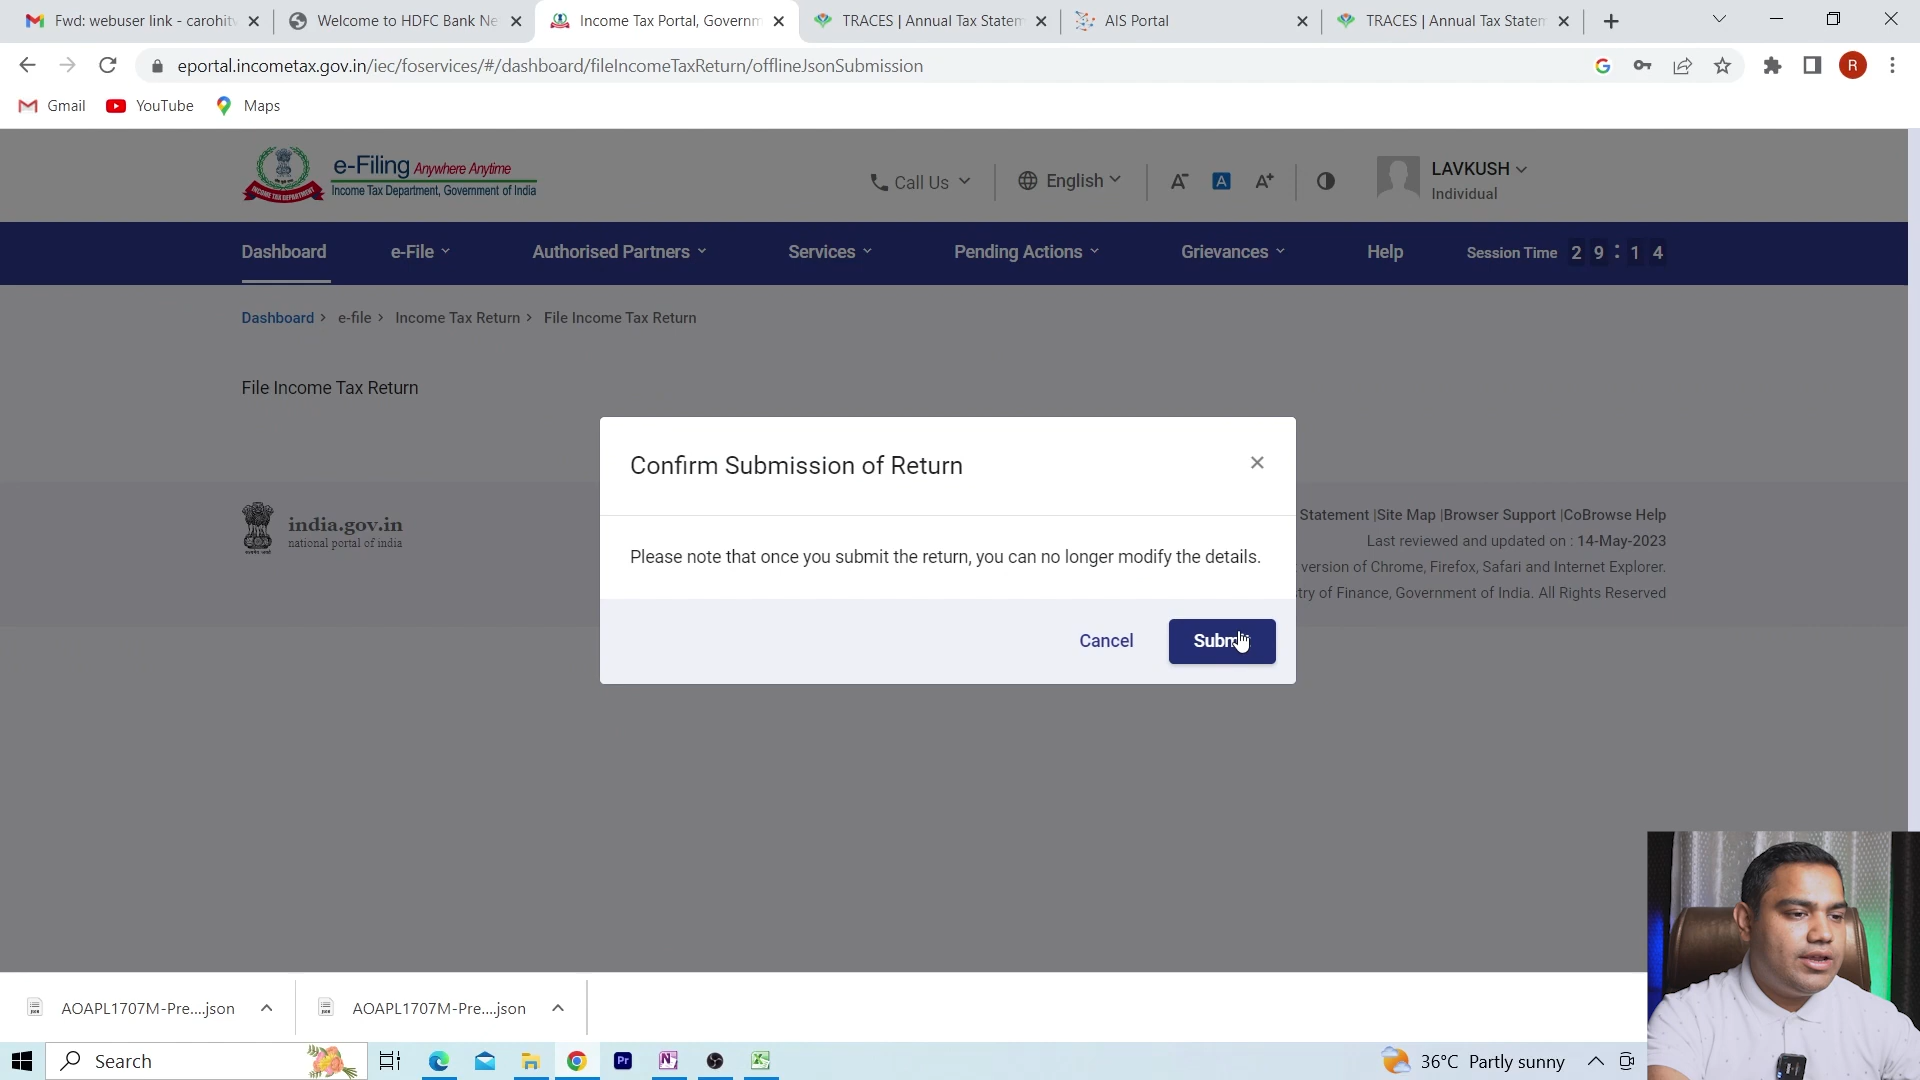 Fwd: webuser link - carohit
Welcome to HDFC Bank Ne
Income Tax Portal, Governm
TRACES | Annual Tax Statem
AIS Portal
TRACES | Annual Tax Statem
eportal.incometax.gov.in/iec/foservices/#/dashboard/fileIncomeTaxReturn/offlineJsonSubmission
R
Gmail
YouTube
Maps
e-Filing Anywhere Anytime
Income Tax Department, Government of India
INCOME TAX DEPARTMENT
Call Us
English
A-
A
A+
LAVKUSH
Individual
Dashboard
e-File
Authorised Partners
Services
Pending Actions
Grievances
Help
Session Time 2 9 : 1 4
Dashboard > e-file > Income Tax Return > File Income Tax Return
File Income Tax Return
Confirm Submission of Return
Please note that once you submit the return, you can no longer modify the details.
Cancel
Subm
india.gov.in
national portal of india
Statement |Site Map |Browser Support |CoBrowse Help
Last reviewed and updated on : 14-May-2023
version of Chrome, Firefox, Safari and Internet Explorer.
try of Finance, Government of India. All Rights Reserved
AOAPL1707M-Pre....json
AOAPL1707M-Pre....json
Search
Pr
36°C Partly sunny